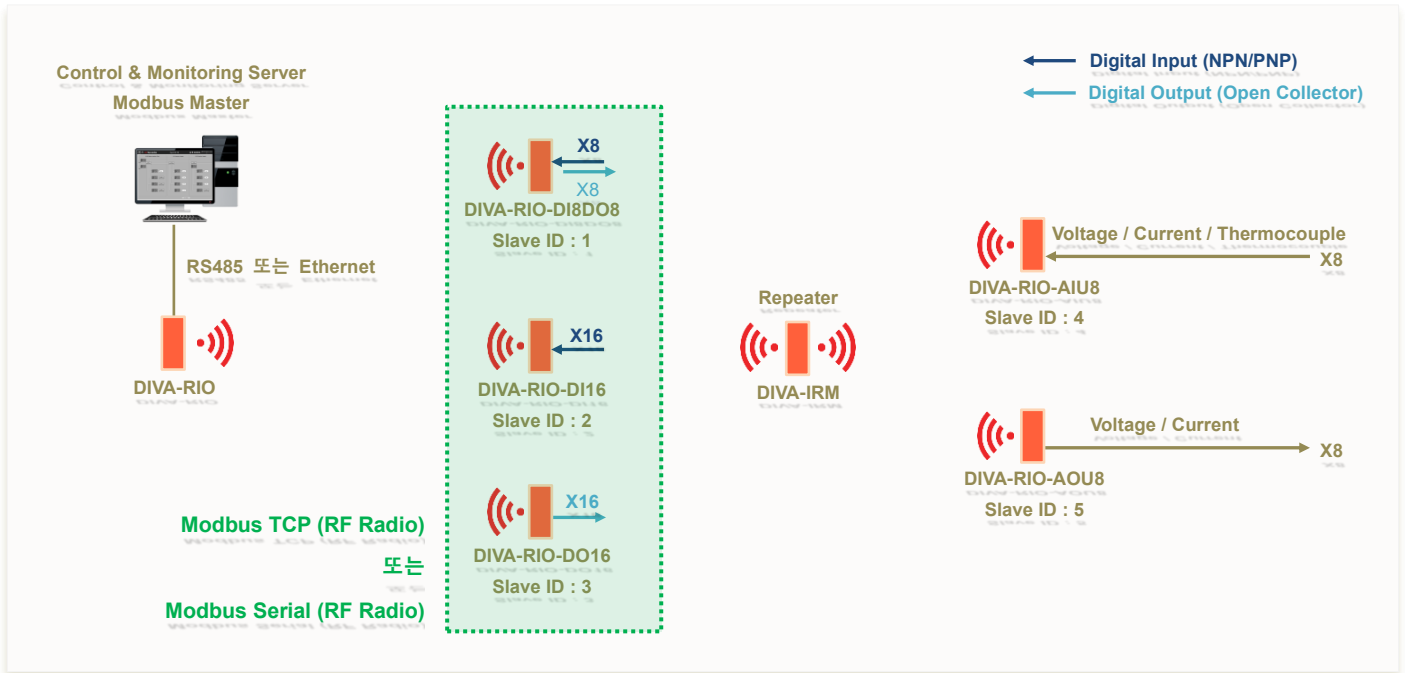 Control & Monitoring Server
Modbus Master
RS485 또는 Ethernet
DIVA-RIO
Modbus TCP (RF Radio)
또는
Modbus Serial (RF Radio)
X8
X8
DIVA-RIO-DI8DO8
Slave ID : 1
X16
DIVA-RIO-DI16
Slave ID : 2
X16
DIVA-RIO-DO16
Slave ID : 3
Repeater
DIVA-IRM
Digital Input (NPN/PNP)
Digital Output (Open Collector)
Voltage / Current / Thermocouple
X8
DIVA-RIO-AIU8
Slave ID : 4
Voltage / Current
X8
DIVA-RIO-AOU8
Slave ID : 5